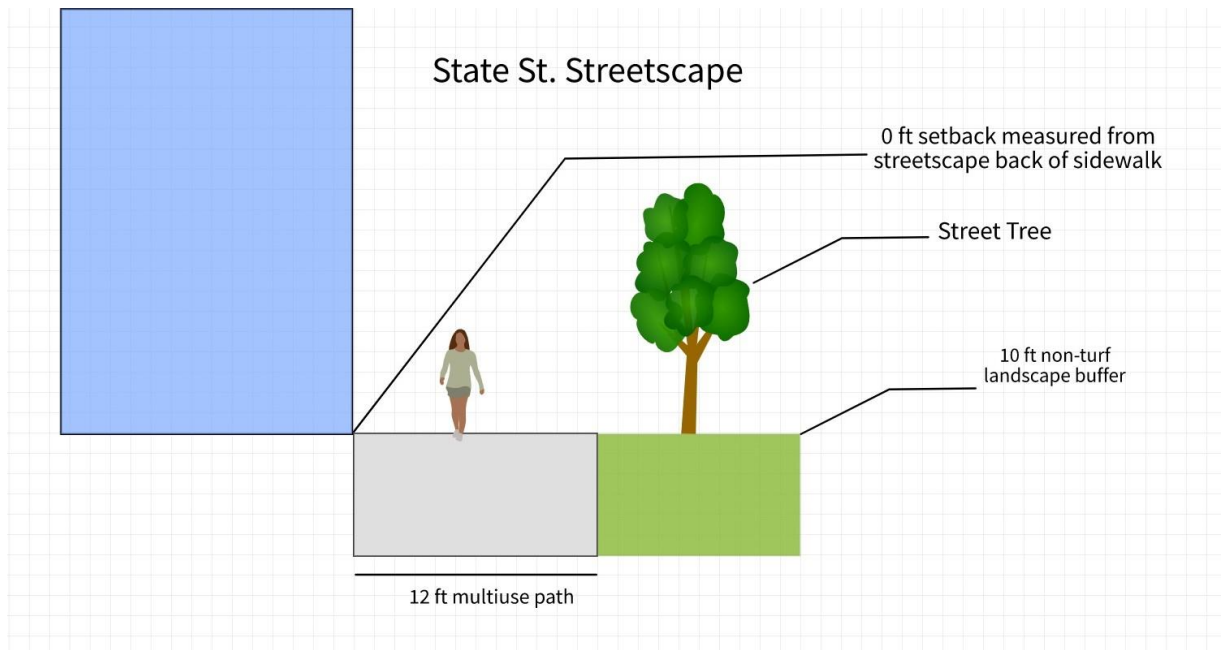 State St. Streetscape
0 ft setback measured from
streetscape back of sidewalk
Street Tree
10 ft non-turf
landscape buffer
12 ft multiuse path